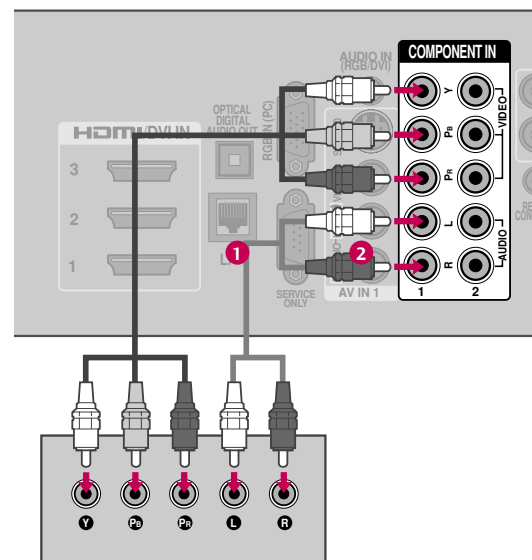 AUDIO IN
(RGB/DVI)
COMPONENT IN
OPTICAL
DIGITAL
AUDIO OUT
RGB IN (PC)
HDMI/DVI IN
3
2
1
Y
PB
PR
VIDEO
L
R
AUDIO
1
2
1
2
SERVICE
ONLY
AV IN 1
Y
PB
PR
L
R